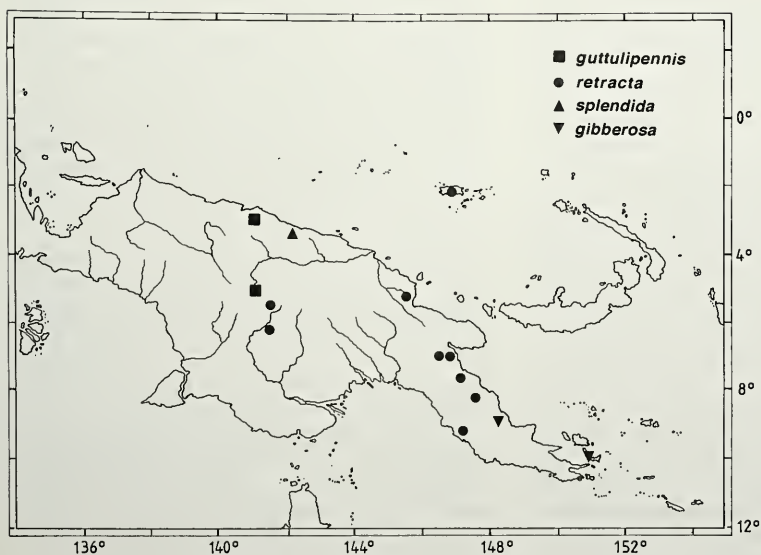 ■ guttulipennis
● retracta
▲ splendida
▼ gibberosa
0°
4°
8°
12°
136° 140° 144° 148° 152°